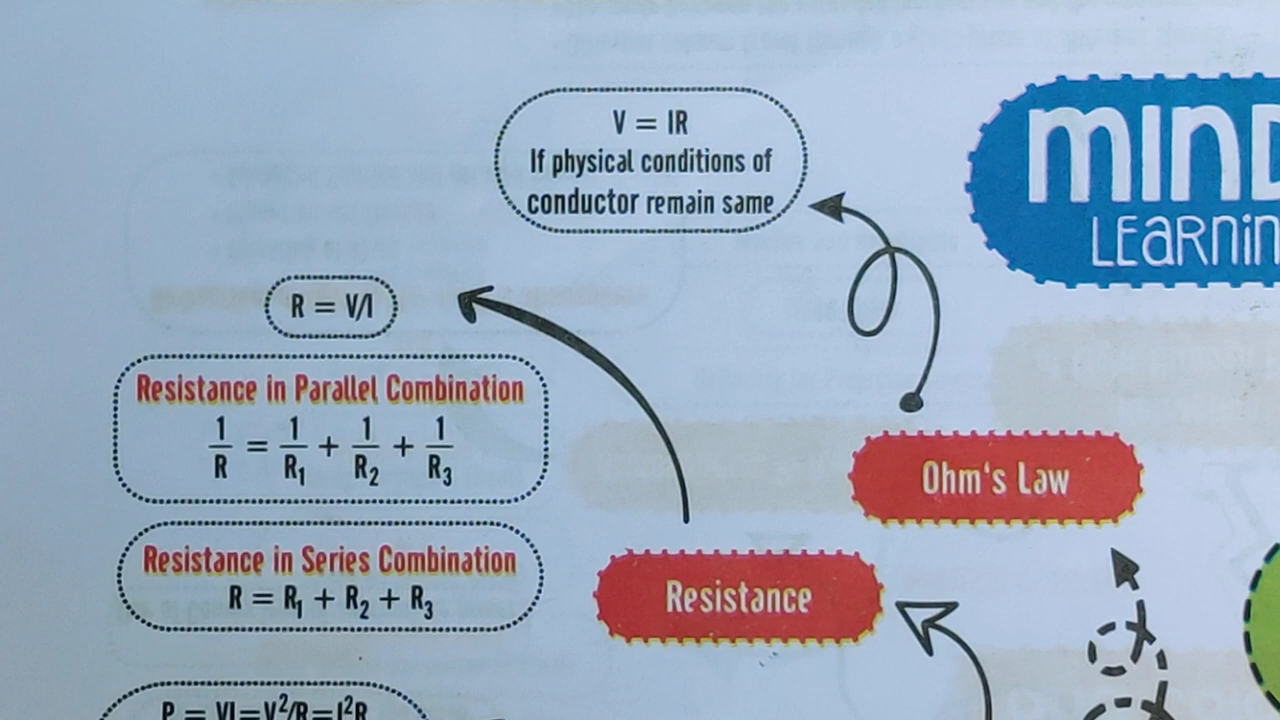 V = IR
If physical conditions of
conductor remain same
MIND
LEARNIN
R = V/I
Resistance in Parallel Combination
1/R = 1/R₁ + 1/R₂ + 1/R₃
Ohm's Law
Resistance in Series Combination
R = R₁ + R₂ + R₃
Resistance
P = VI=V²/R=I²R